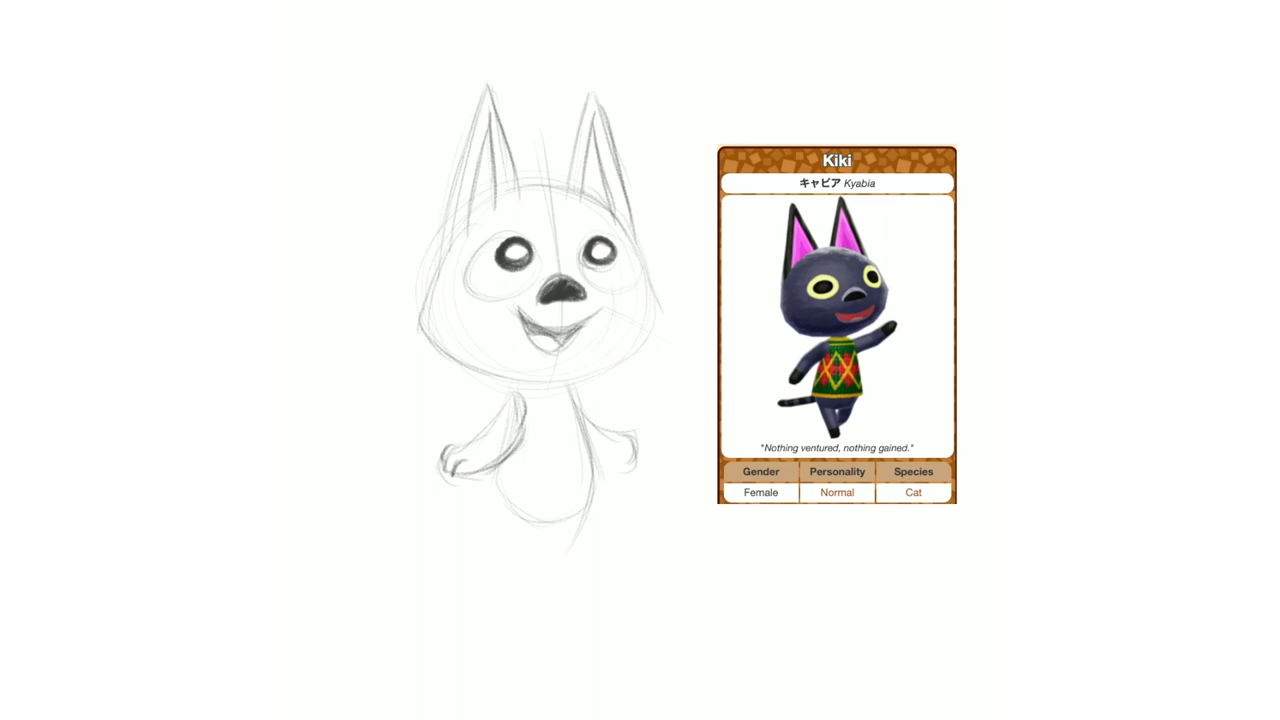 Kiki
キャビア Kyabia
"Nothing ventured, nothing gained."
Gender Personality Species
Female Normal Cat